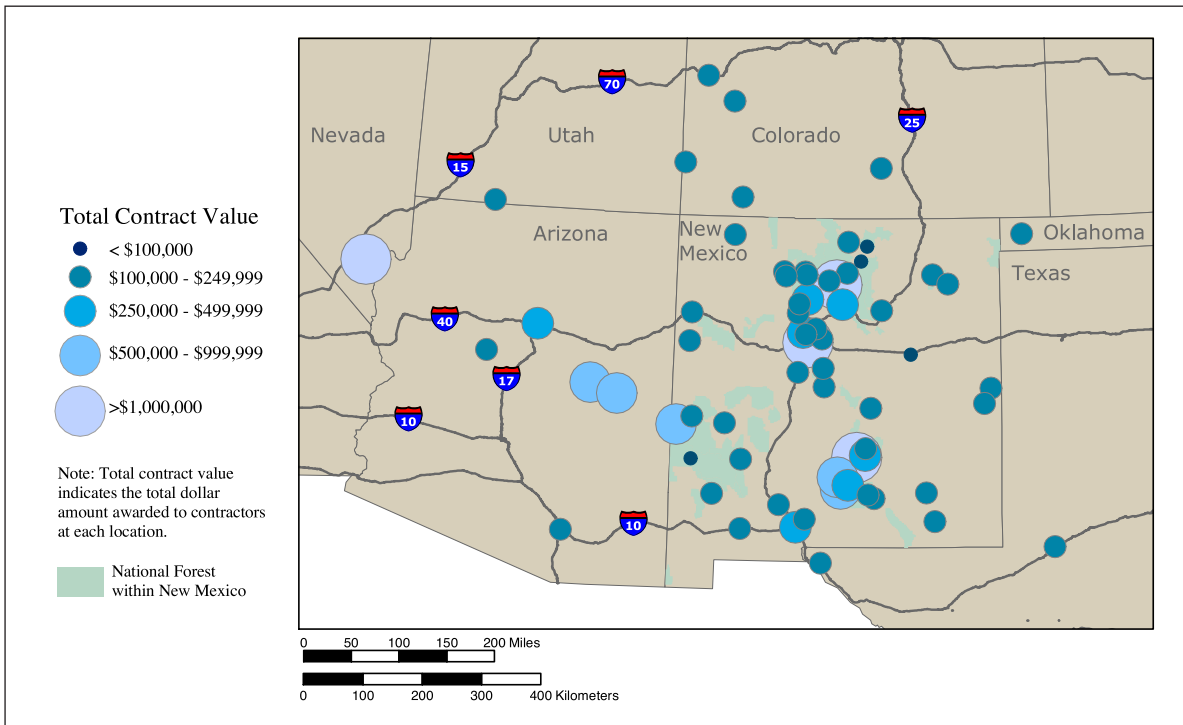 70
25
Nevada
Utah
Colorado
15
Total Contract Value
< $100,000
$100,000 - $249,999
$250,000 - $499,999
$500,000 - $999,999
>$1,000,000
Arizona
New
Mexico
Oklahoma
Texas
40
17
10
10
Note: Total contract value
indicates the total dollar
amount awarded to contractors
at each location.
National Forest
within New Mexico
0 50 100 150 200 Miles
0 100 200 300 400 Kilometers